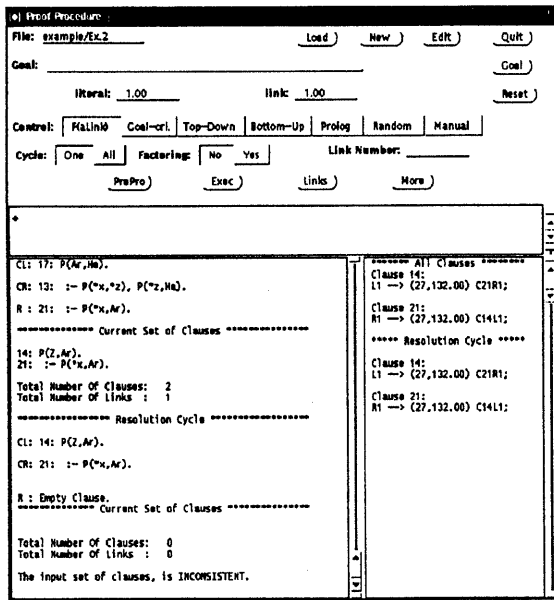 Proof Procedure
File: example/Ex.2 Load New Edit Quit
Goal: Goal
literal: 1.00 link: 1.00 Reset
Control: Goal-ori. Top-Down Bottom-Up Prolog Random Manual
Cycle: One All Factoring: No Yes Link Number:
PrePro Exec Links More
CL: 17: P(Ar,He).
CR: 13: :- P(*x,*z), P(*z,He).
R : 21: :- P(*x,Ar).
************** Current Set of Clauses ***************
14: P(Z,Ar).
21: :- P(*x,Ar).
Total Number Of Clauses: 2
Total Number Of Links : 1
***************** Resolution Cycle *****************
CL: 14: P(Z,Ar).
CR: 21: :- P(*x,Ar).
R : Empty Clause.
************** Current Set of Clauses ***************
Total Number Of Clauses: 0
Total Number Of Links : 0
The input set of clauses, is INCONSISTENT.
******* All Clauses ********
Clause 14:
L1 --> (27,132.00) C21R1;
Clause 21:
R1 --> (27,132.00) C14L1;
***** Resolution Cycle *****
Clause 14:
L1 --> (27,132.00) C21R1;
Clause 21:
R1 --> (27,132.00) C14L1;